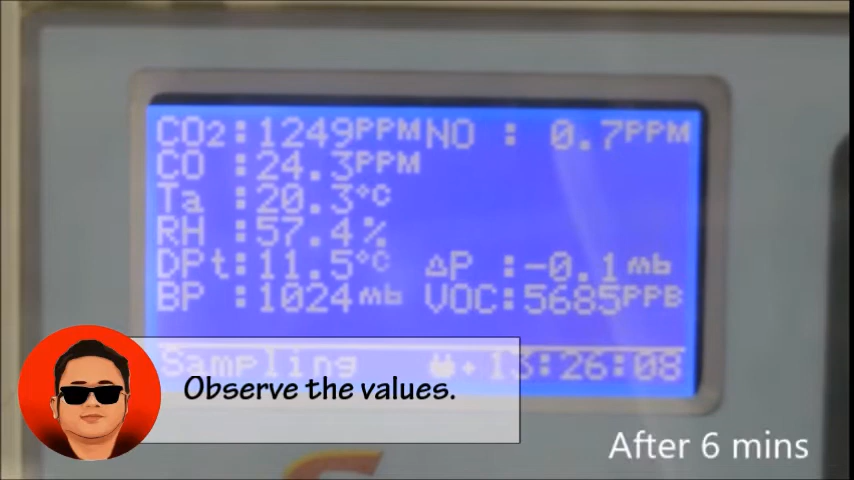 CO2:1249PPM NO : 0.7PPM
CO :24.3PPM
Ta :20.3°C
RH :57.4%
DPt:11.5°C ΔP :-0.1mb
BP :1024mb VOC:5685PPB
Sampling + 13:26:08
Observe the values.
After 6 mins